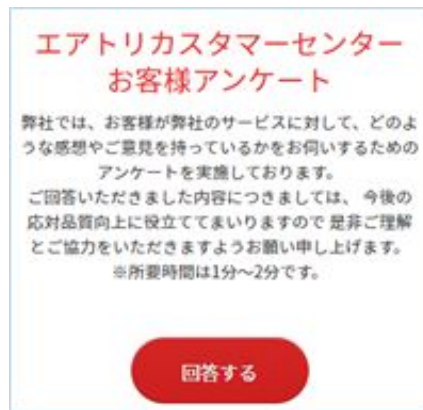 エアトリカスタマーセンター
お客様アンケート
弊社では、お客様が弊社のサービスに対して、どのよ
うな感想やご意見を持っているかをお伺いするための
アンケートを実施しております。
ご回答いただきました内容につきましては、 今後の
応対品質向上に役立ててまいりますので 是非ご理解
とご協力をいただきますようお願い申し上げます。
※所要時間は1分～2分です。
回答する